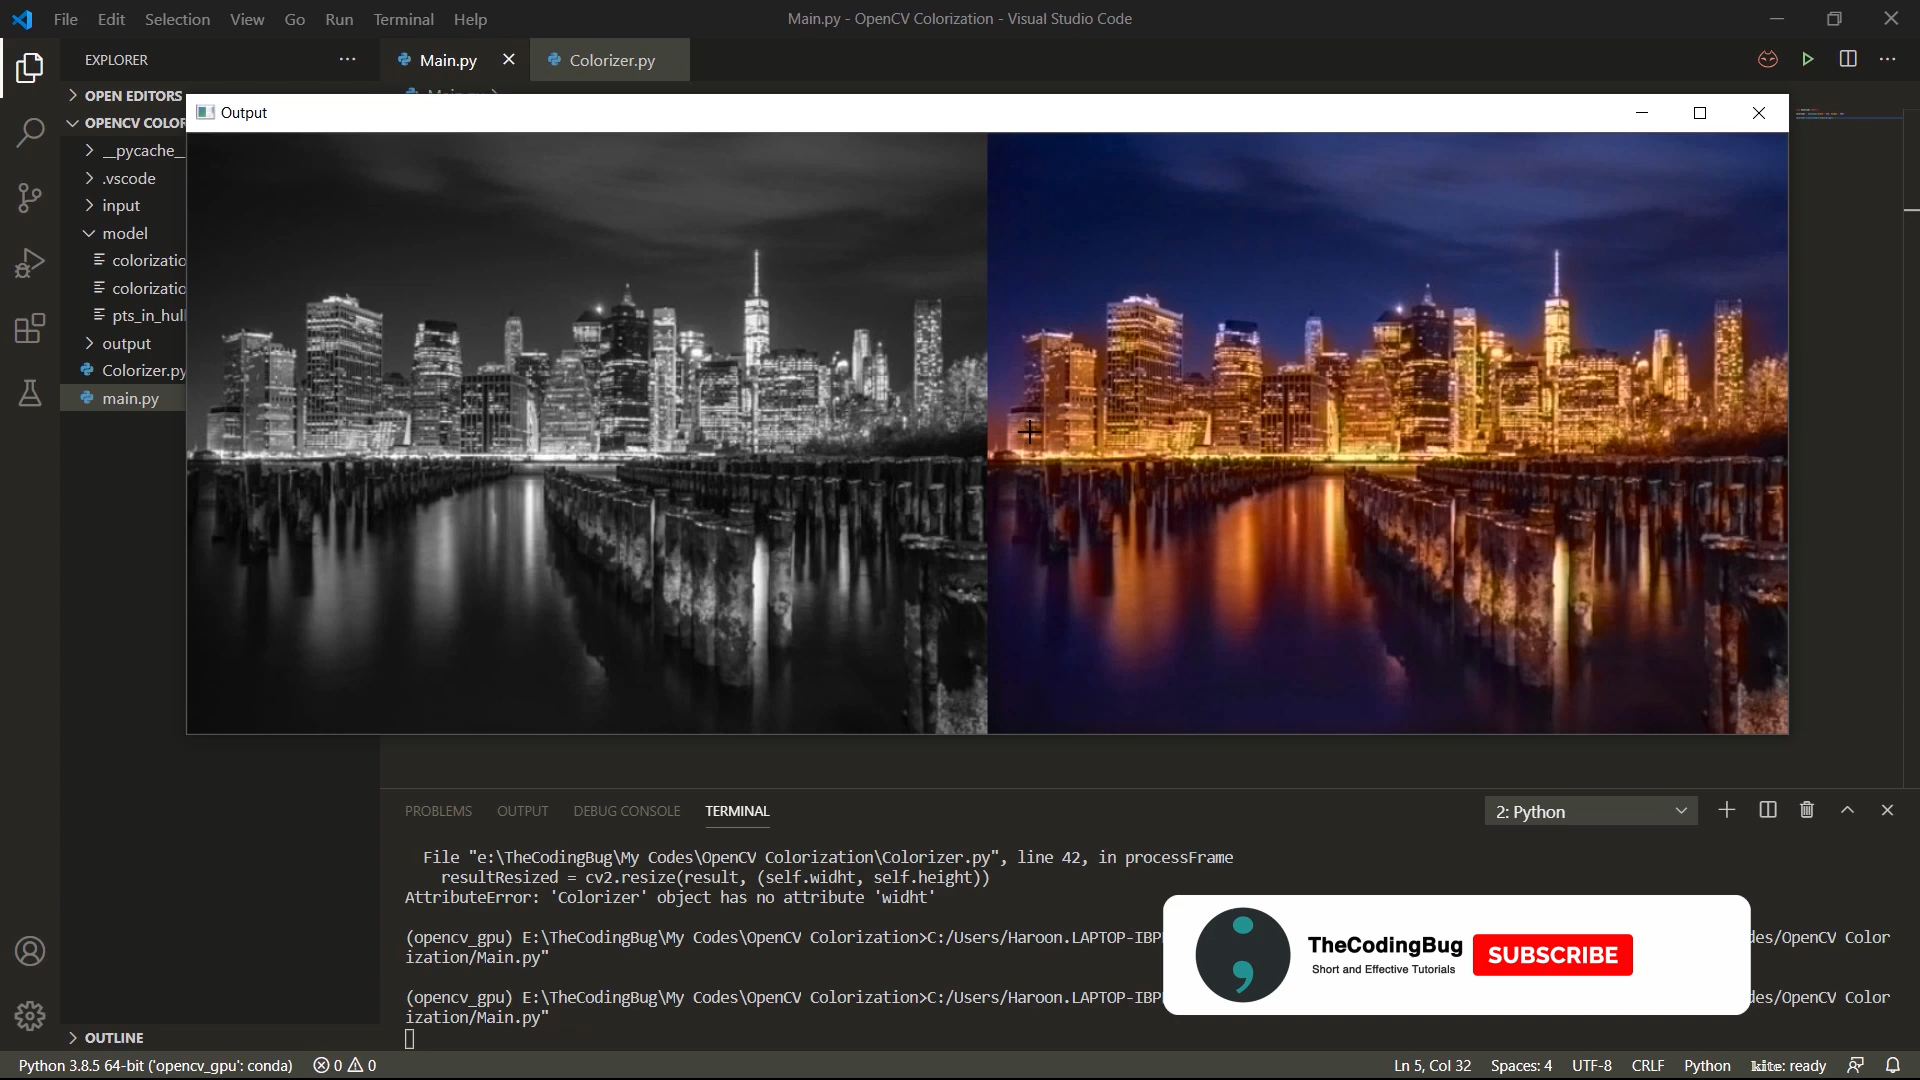 File Edit Selection View Go Run Terminal Help
Main.py - OpenCV Colorization - Visual Studio Code
EXPLORER
Main.py
Colorizer.py
OPEN EDITORS
OPENCV COLOR
__pycache__
.vscode
input
model
colorizatio
colorizatio
pts_in_hull
output
Colorizer.py
main.py
OUTLINE
Output
PROBLEMS OUTPUT DEBUG CONSOLE TERMINAL
2: Python
File "e:\TheCodingBug\My Codes\OpenCV Colorization\Colorizer.py", line 42, in processFrame
resultResized = cv2.resize(result, (self.widht, self.height))
AttributeError: 'Colorizer' object has no attribute 'widht'
(opencv_gpu) E:\TheCodingBug\My Codes\OpenCV Colorization>C:/Users/Haroon.LAPTOP-IBP des/OpenCV Color
ization/Main.py"
(opencv_gpu) E:\TheCodingBug\My Codes\OpenCV Colorization>C:/Users/Haroon.LAPTOP-IBP des/OpenCV Color
ization/Main.py"
TheCodingBug
Short and Effective Tutorials
SUBSCRIBE
Python 3.8.5 64-bit ('opencv_gpu': conda) 0 0
Ln 5, Col 32 Spaces: 4 UTF-8 CRLF Python kite: ready